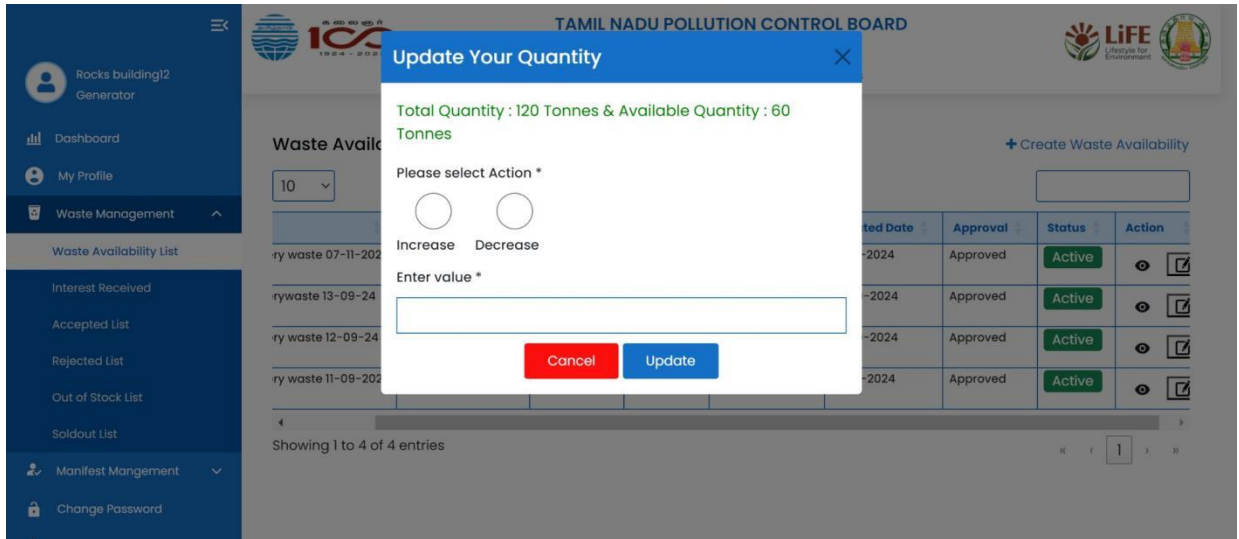 கலைஞர்
TAMIL NADU POLLUTION CONTROL BOARD
LiFE
Lifestyle for
Environment
Rocks building12
Generator
Dashboard
My Profile
Waste Management
Waste Availability List
Interest Received
Accepted List
Rejected List
Out of Stock List
Soldout List
Manifest Mangement
Change Password
Update Your Quantity
Total Quantity : 120 Tonnes & Available Quantity : 60
Tonnes
Please select Action *
Increase Decrease
Enter value *
Cancel Update
Waste Availa
+ Create Waste Availability
10
ted Date Approval Status Action
ry waste 07-11-202 -2024 Approved Active
rywaste 13-09-24 -2024 Approved Active
ry waste 12-09-24 -2024 Approved Active
ry waste 11-09-202 -2024 Approved Active
Showing 1 to 4 of 4 entries
« ‹ 1 › »